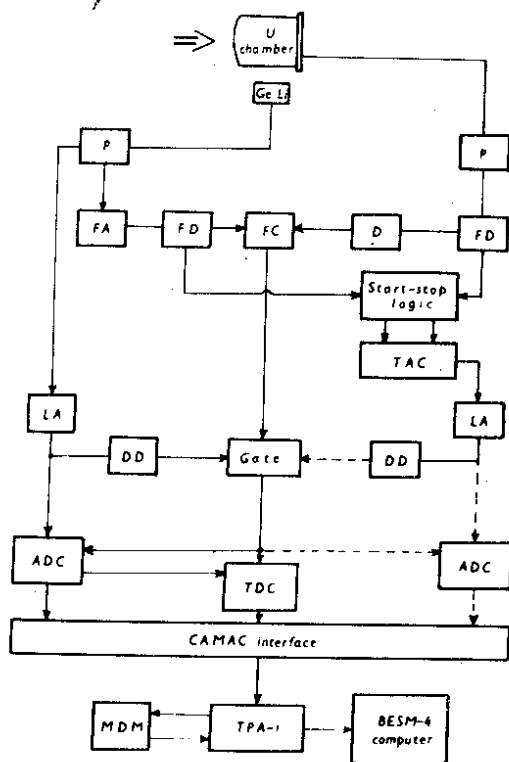 U
chamber
Ge Li
P
P
FA
FD
FC
D
FD
Start-stop
logic
TAC
LA
LA
DD
Gate
DD
ADC
TDC
ADC
CAMAC interface
MDM
TPA-i
BESM-4
computer